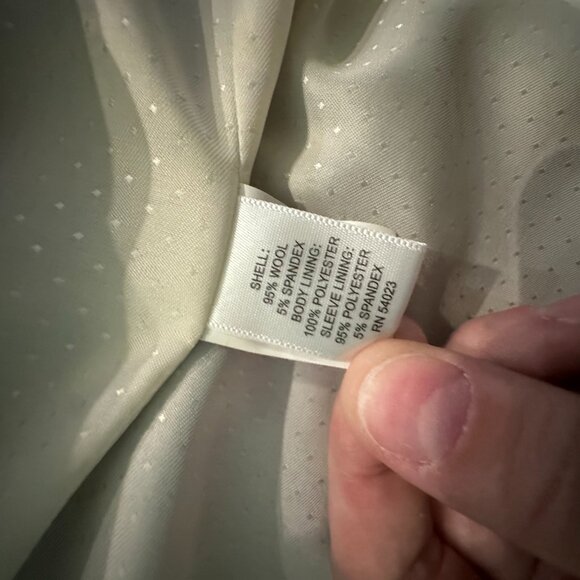 SHELL:
95% WOOL
5% SPANDEX
BODY LINING:
100% POLYESTER
SLEEVE LINING:
95% POLYESTER
5% SPANDEX
RN 54023